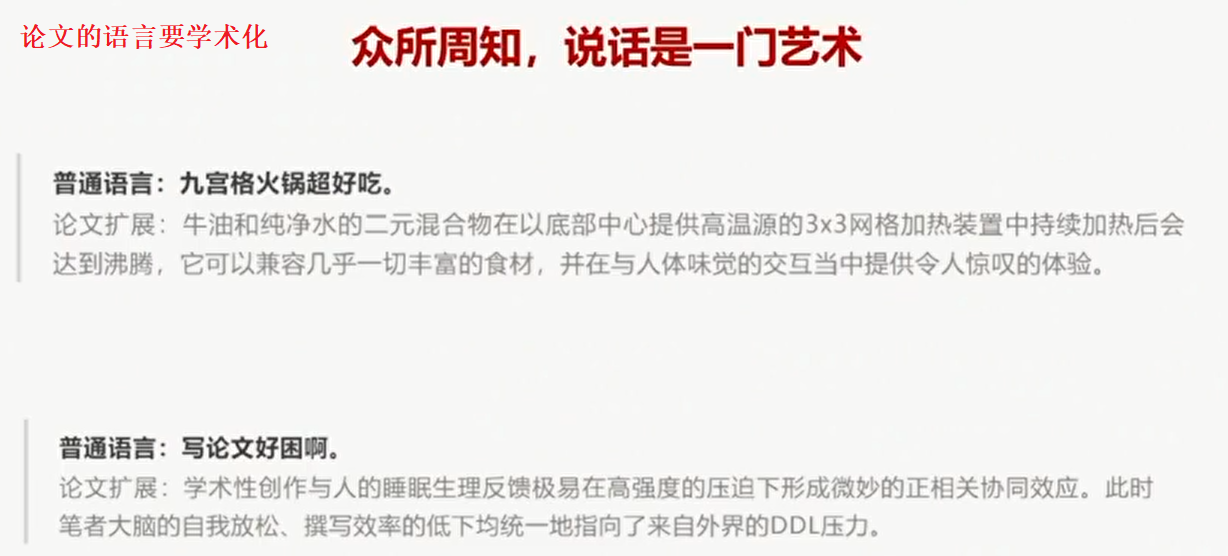 论文的语言要学术化
众所周知，说话是一门艺术
普通语言：九宫格火锅超好吃。
论文扩展：牛油和纯净水的二元混合物在以底部中心提供高温源的3x3网格加热装置中持续加热后会
达到沸腾，它可以兼容几乎一切丰富的食材，并在与人体味觉的交互当中提供令人惊叹的体验。
普通语言：写论文好困啊。
论文扩展：学术性创作与人的睡眠生理反馈极易在高强度的压迫下形成微妙的正相关协同效应。此时
笔者大脑的自我放松、撰写效率的低下均统一地指向了来自外界的DDL压力。